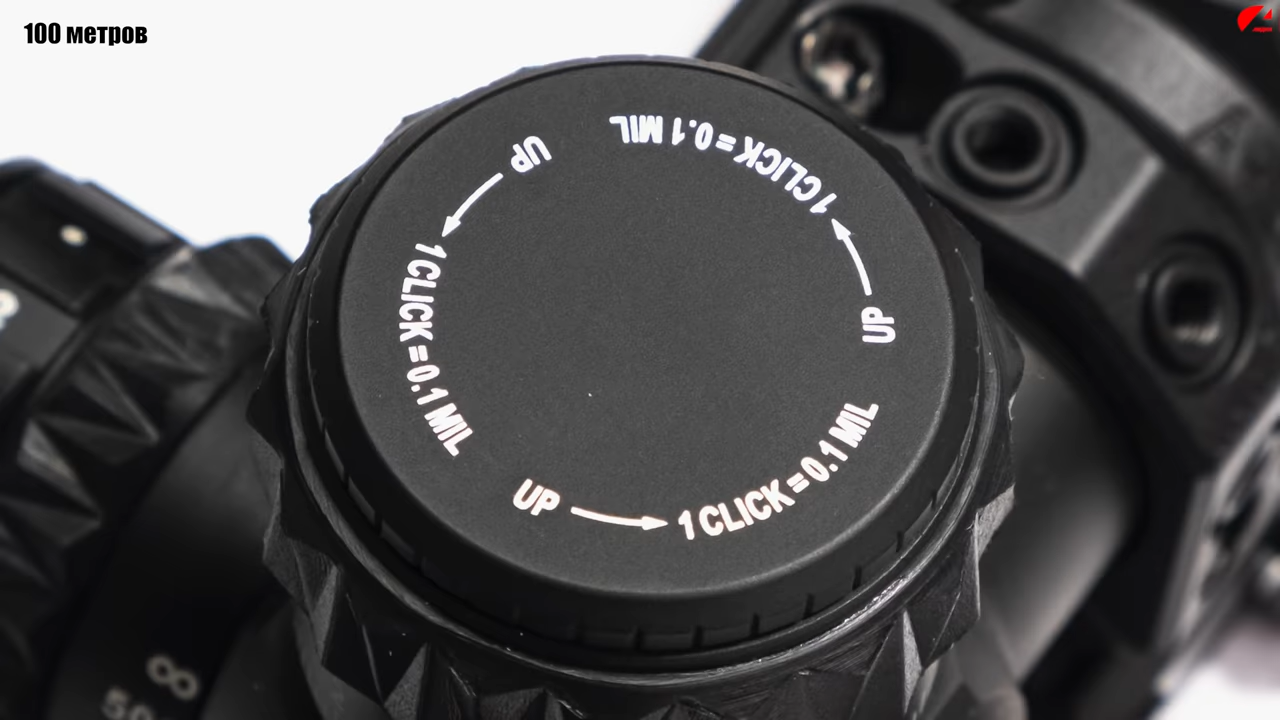 100 метров
UP
1 CLICK = 0.1 MIL
UP
1 CLICK = 0.1 MIL
UP
1 CLICK = 0.1 MIL
∞